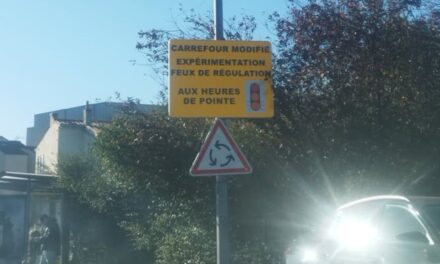 CARREFOUR MODIFIÉ
EXPÉRIMENTATION
FEUX DE RÉGULATION
AUX HEURES
DE POINTE